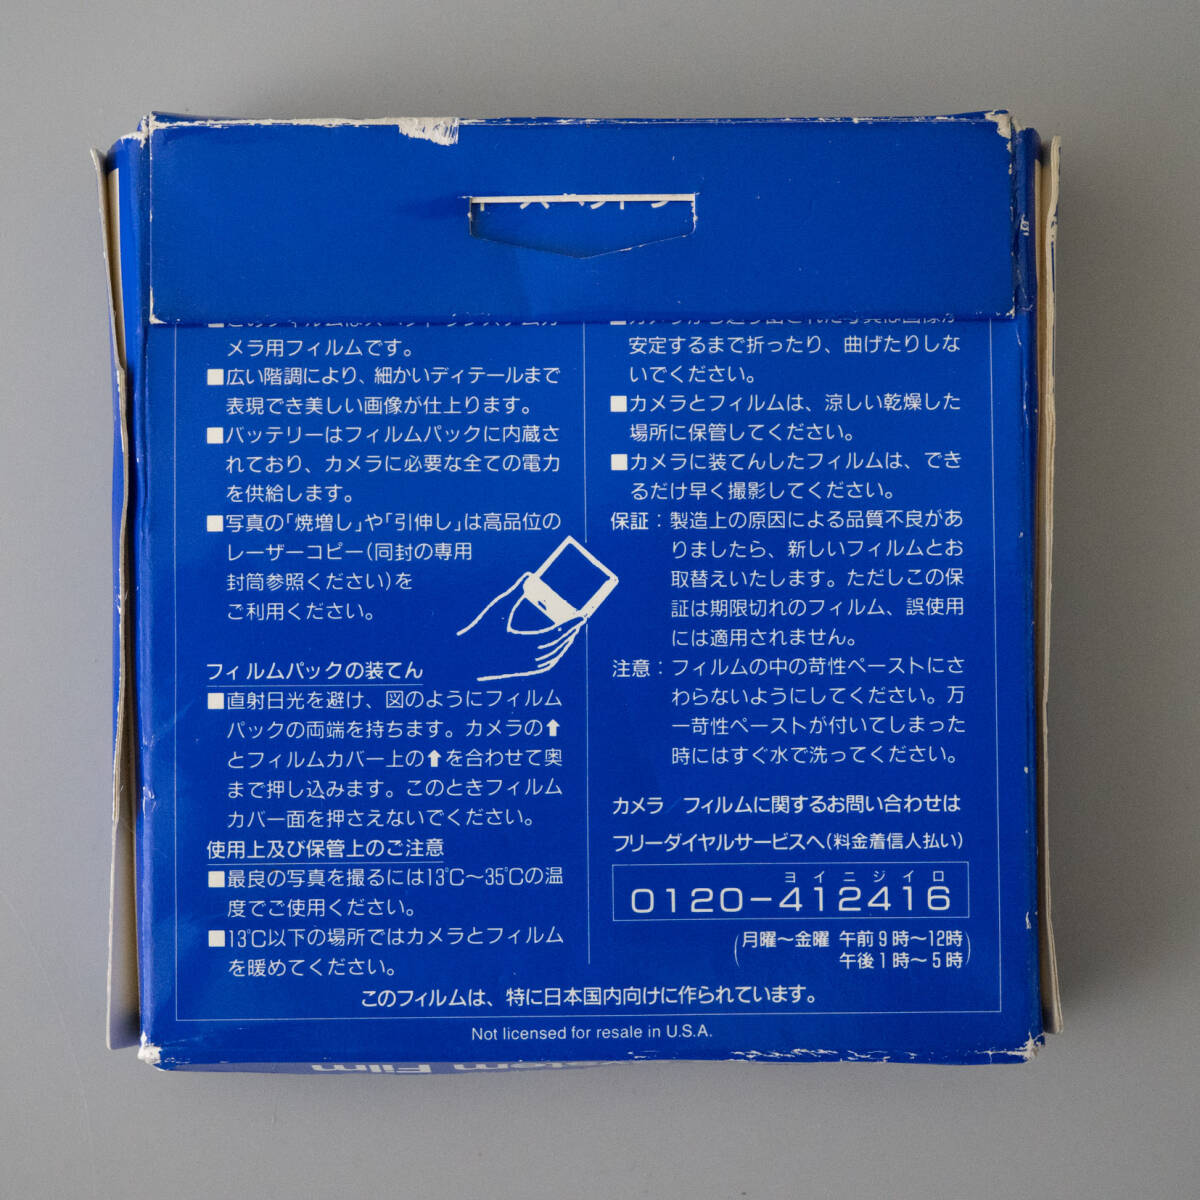 メラ用フィルムです。
■広い階調により、細かいディテールまで
表現でき美しい画像が仕上ります。
■バッテリーはフィルムパックに内蔵さ
れており、カメラに必要な全ての電力
を供給します。
■写真の「焼増し」や「引伸し」は高品位の
レーザーコピー(同封の専用
封筒参照ください)を
ご利用ください。
フィルムパックの装てん
■直射日光を避け、図のようにフィルム
パックの両端を持ちます。カメラの⬆
とフィルムカバー上の⬆を合わせて奥
まで押し込みます。このときフィルム
カバー面を押さえないでください。
使用上及び保管上のご注意
■最良の写真を撮るには13℃〜35℃の温
度でご使用ください。
■13℃以下の場所ではカメラとフィルム
を暖めてください。
安定するまで折ったり、曲げたりしな
いでください。
■カメラとフィルムは、涼しい乾燥した
場所に保管してください。
■カメラに装てんしたフィルムは、でき
るだけ早く撮影してください。
保証：製造上の原因による品質不良があ
りましたら、新しいフィルムとお
取替えいたします。ただしこの保
証は期限切れのフィルム、誤使用
には適用されません。
注意：フィルムの中の苛性ペーストにさ
わらないようにしてください。万
一苛性ペーストが付いてしまった
時にはすぐ水で洗ってください。
カメラ フィルムに関するお問い合わせは
フリーダイヤルサービスへ(料金着信人払い)
ヨイニジイロ
0120-412416
(月曜〜金曜 午前9時〜12時
午後1時〜5時)
このフィルムは、特に日本国内向けに作られています。
Not licensed for resale in U.S.A.
System Film